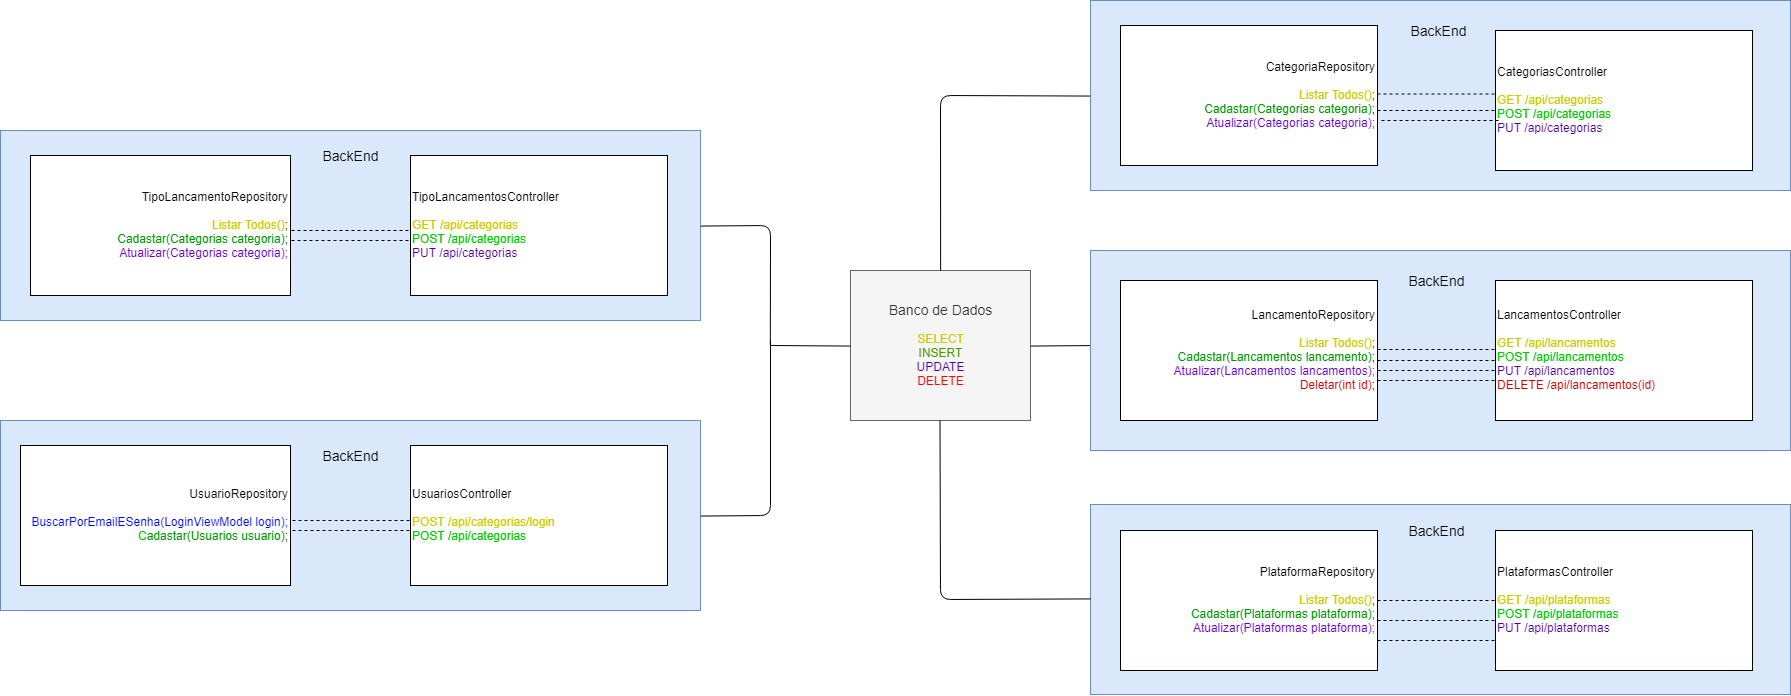 BackEnd
TipoLancamentoRepository
Listar Todos();
Cadastar(Categorias categoria);
Atualizar(Categorias categoria);
TipoLancamentosController
GET /api/categorias
POST /api/categorias
PUT /api/categorias
BackEnd
UsuarioRepository
BuscarPorEmailESenha(LoginViewModel login);
Cadastar(Usuarios usuario);
UsuariosController
POST /api/categorias/login
POST /api/categorias
Banco de Dados
SELECT
INSERT
UPDATE
DELETE
BackEnd
CategoriaRepository
Listar Todos();
Cadastar(Categorias categoria);
Atualizar(Categorias categoria);
CategoriasController
GET /api/categorias
POST /api/categorias
PUT /api/categorias
BackEnd
LancamentoRepository
Listar Todos();
Cadastar(Lancamentos lancamento);
Atualizar(Lancamentos lancamentos);
Deletar(int id);
LancamentosController
GET /api/lancamentos
POST /api/lancamentos
PUT /api/lancamentos
DELETE /api/lancamentos(id)
BackEnd
PlataformaRepository
Listar Todos();
Cadastar(Plataformas plataforma);
Atualizar(Plataformas plataforma);
PlataformasController
GET /api/plataformas
POST /api/plataformas
PUT /api/plataformas